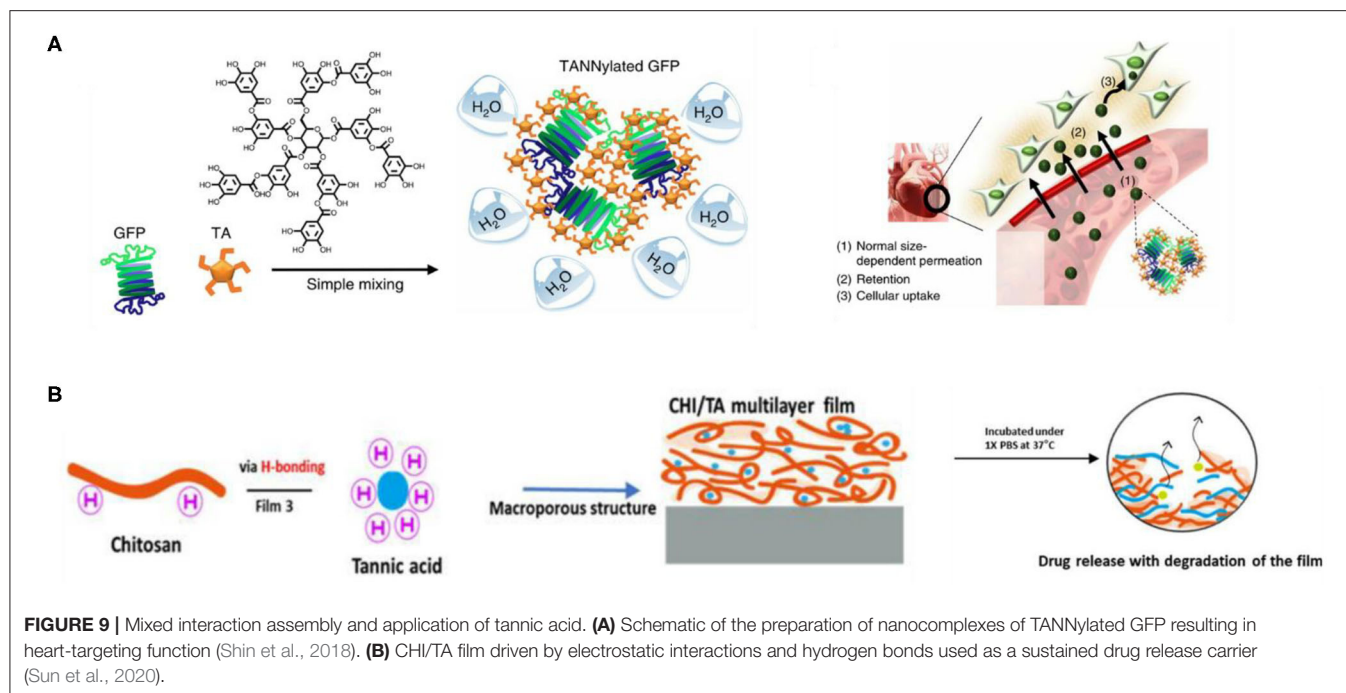 A
TANNylated GFP
GFP
TA
Simple mixing
H₂O
H₂O
H₂O
H₂O
H₂O
H₂O
(3)
(2)
(1)
(1) Normal size-
dependent permeation
(2) Retention
(3) Cellular uptake
B
Chitosan
H
H
via H-bonding
Film 3
H
H
H
H
H
H
Tannic acid
Macroporous structure
CHI/TA multilayer film
Incubated under
1X PBS at 37°C
Drug release with degradation of the film
FIGURE 9 | Mixed interaction assembly and application of tannic acid. (A) Schematic of the preparation of nanocomplexes of TANNylated GFP resulting in
heart-targeting function (Shin et al., 2018). (B) CHI/TA film driven by electrostatic interactions and hydrogen bonds used as a sustained drug release carrier
(Sun et al., 2020).